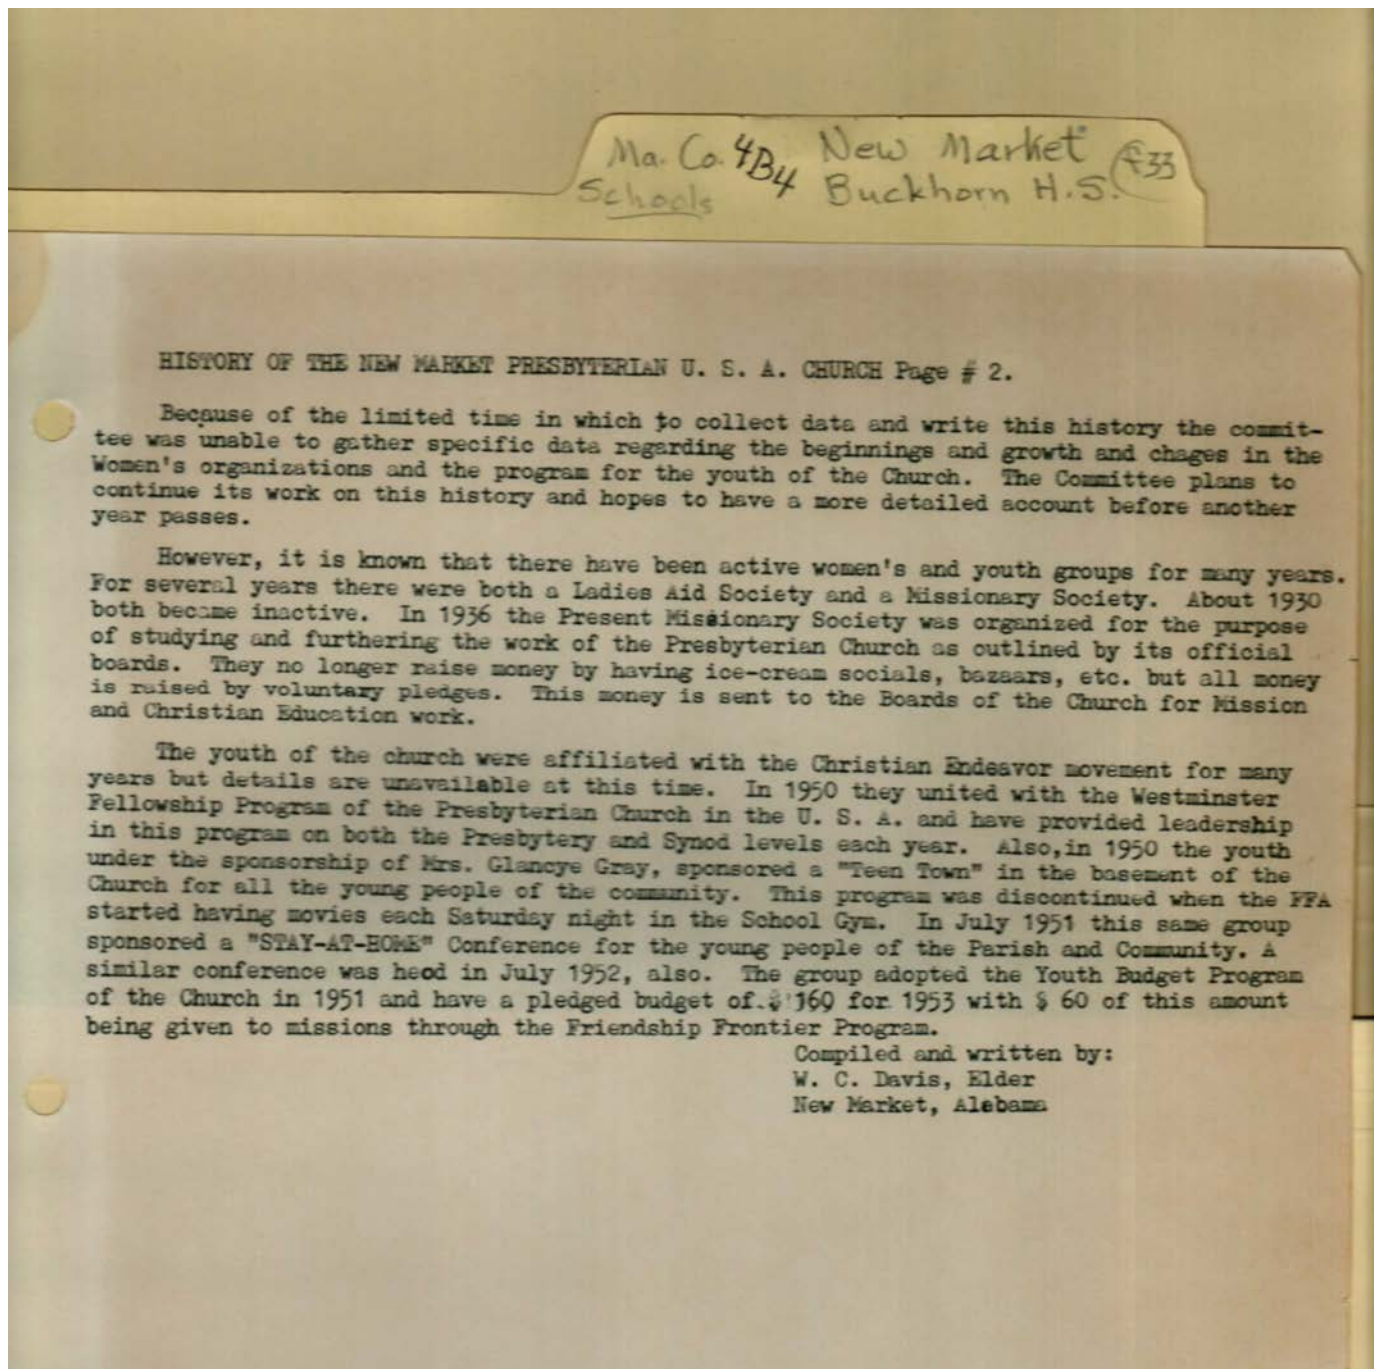 Ma. Co. 4B4 New Market f33
Schools Buckhorn H.S.
HISTORY OF THE NEW MARKET PRESBYTERIAN U. S. A. CHURCH Page # 2.
Because of the limited time in which to collect data and write this history the commit-
tee was unable to gather specific data regarding the beginnings and growth and chages in the
Women's organizations and the program for the youth of the Church. The Committee plans to
continue its work on this history and hopes to have a more detailed account before another
year passes.
However, it is known that there have been active women's and youth groups for many years.
For several years there were both a Ladies Aid Society and a Missionary Society. About 1930
both became inactive. In 1936 the Present Missionary Society was organized for the purpose
of studying and furthering the work of the Presbyterian Church as outlined by its official
boards. They no longer raise money by having ice-cream socials, bazaars, etc. but all money
is raised by voluntary pledges. This money is sent to the Boards of the Church for Mission
and Christian Education work.
The youth of the church were affiliated with the Christian Endeavor movement for many
years but details are unavailable at this time. In 1950 they united with the Westminster
Fellowship Program of the Presbyterian Church in the U. S. A. and have provided leadership
in this program on both the Presbytery and Synod levels each year. Also,in 1950 the youth
under the sponsorship of Mrs. Glancye Gray, sponsored a "Teen Town" in the basement of the
Church for all the young people of the community. This program was discontinued when the FFA
started having movies each Saturday night in the School Gym. In July 1951 this same group
sponsored a "STAY-AT-HOME" Conference for the young people of the Parish and Community. A
similar conference was heod in July 1952, also. The group adopted the Youth Budget Program
of the Church in 1951 and have a pledged budget of $ 160 for 1953 with $ 60 of this amount
being given to missions through the Friendship Frontier Program.
Compiled and written by:
W. C. Davis, Elder
New Market, Alabama